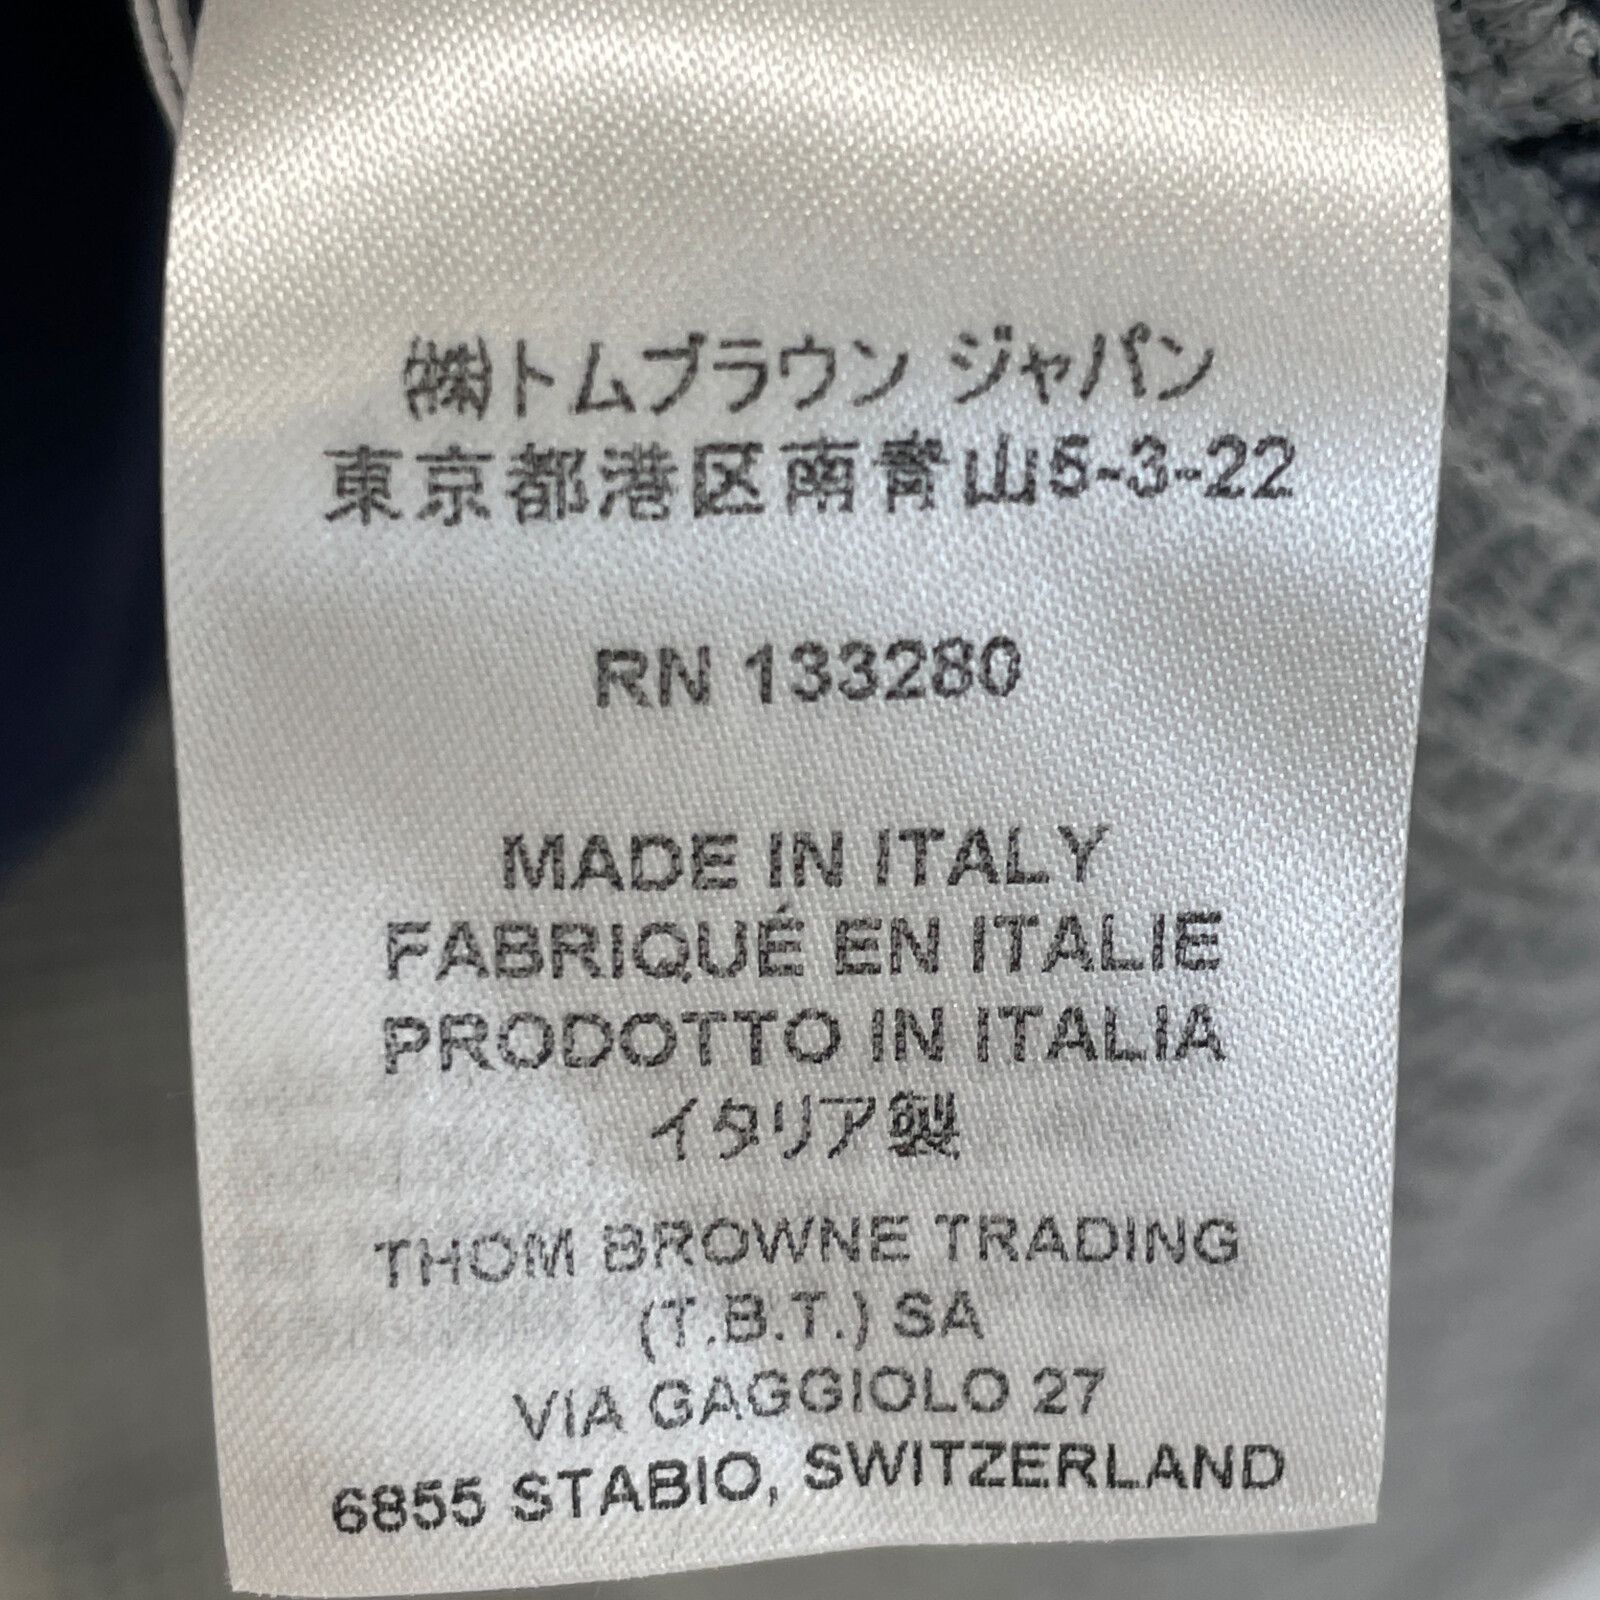 ㈱トムブラウン ジャパン
東京都港区南青山5-3-22
RN 133280
MADE IN ITALY
FABRIQUÉ EN ITALIE
PRODOTTO IN ITALIA
イタリア製
THOM BROWNE TRADING
(T.B.T.) SA
VIA GAGGIOLO 27
6855 STABIO, SWITZERLAND